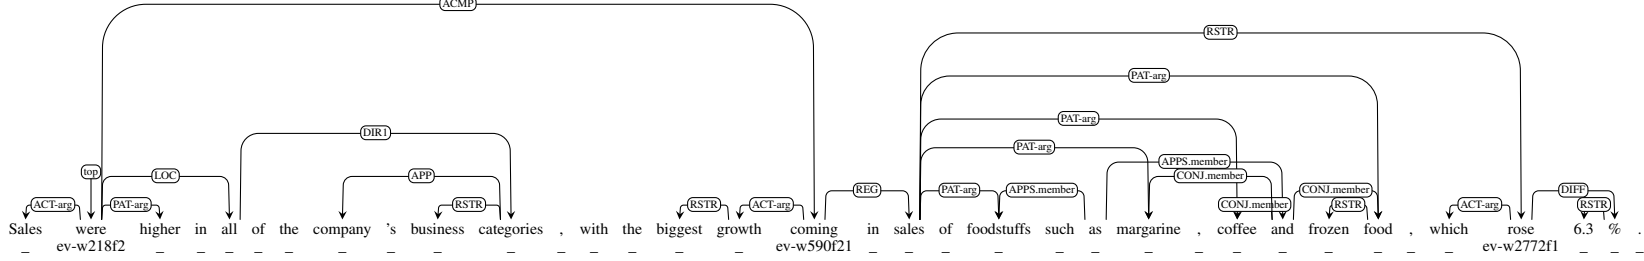 ACMP
RSTR
PAT-arg
PAT-arg
DIR1
PAT-arg
APPS.member
top LOC APP CONJ.member
REG PAT-arg APPS.member CONJ.member DIFF
ACT-arg PAT-arg RSTR RSTR ACT-arg CONJ.member RSTR ACT-arg RSTR
Sales were higher in all of the company 's business categories , with the biggest growth coming in sales of foodstuffs such as margarine , coffee and frozen food , which rose 6.3 % .
ev-w218f2 ev-w590f21 ev-w2772f1
_ _ _ _ _ _ _ _ _ _ _ _ _ _ _ _ _ _ _ _ _ _ _ _ _ _ _ _ _ _ _ _ _